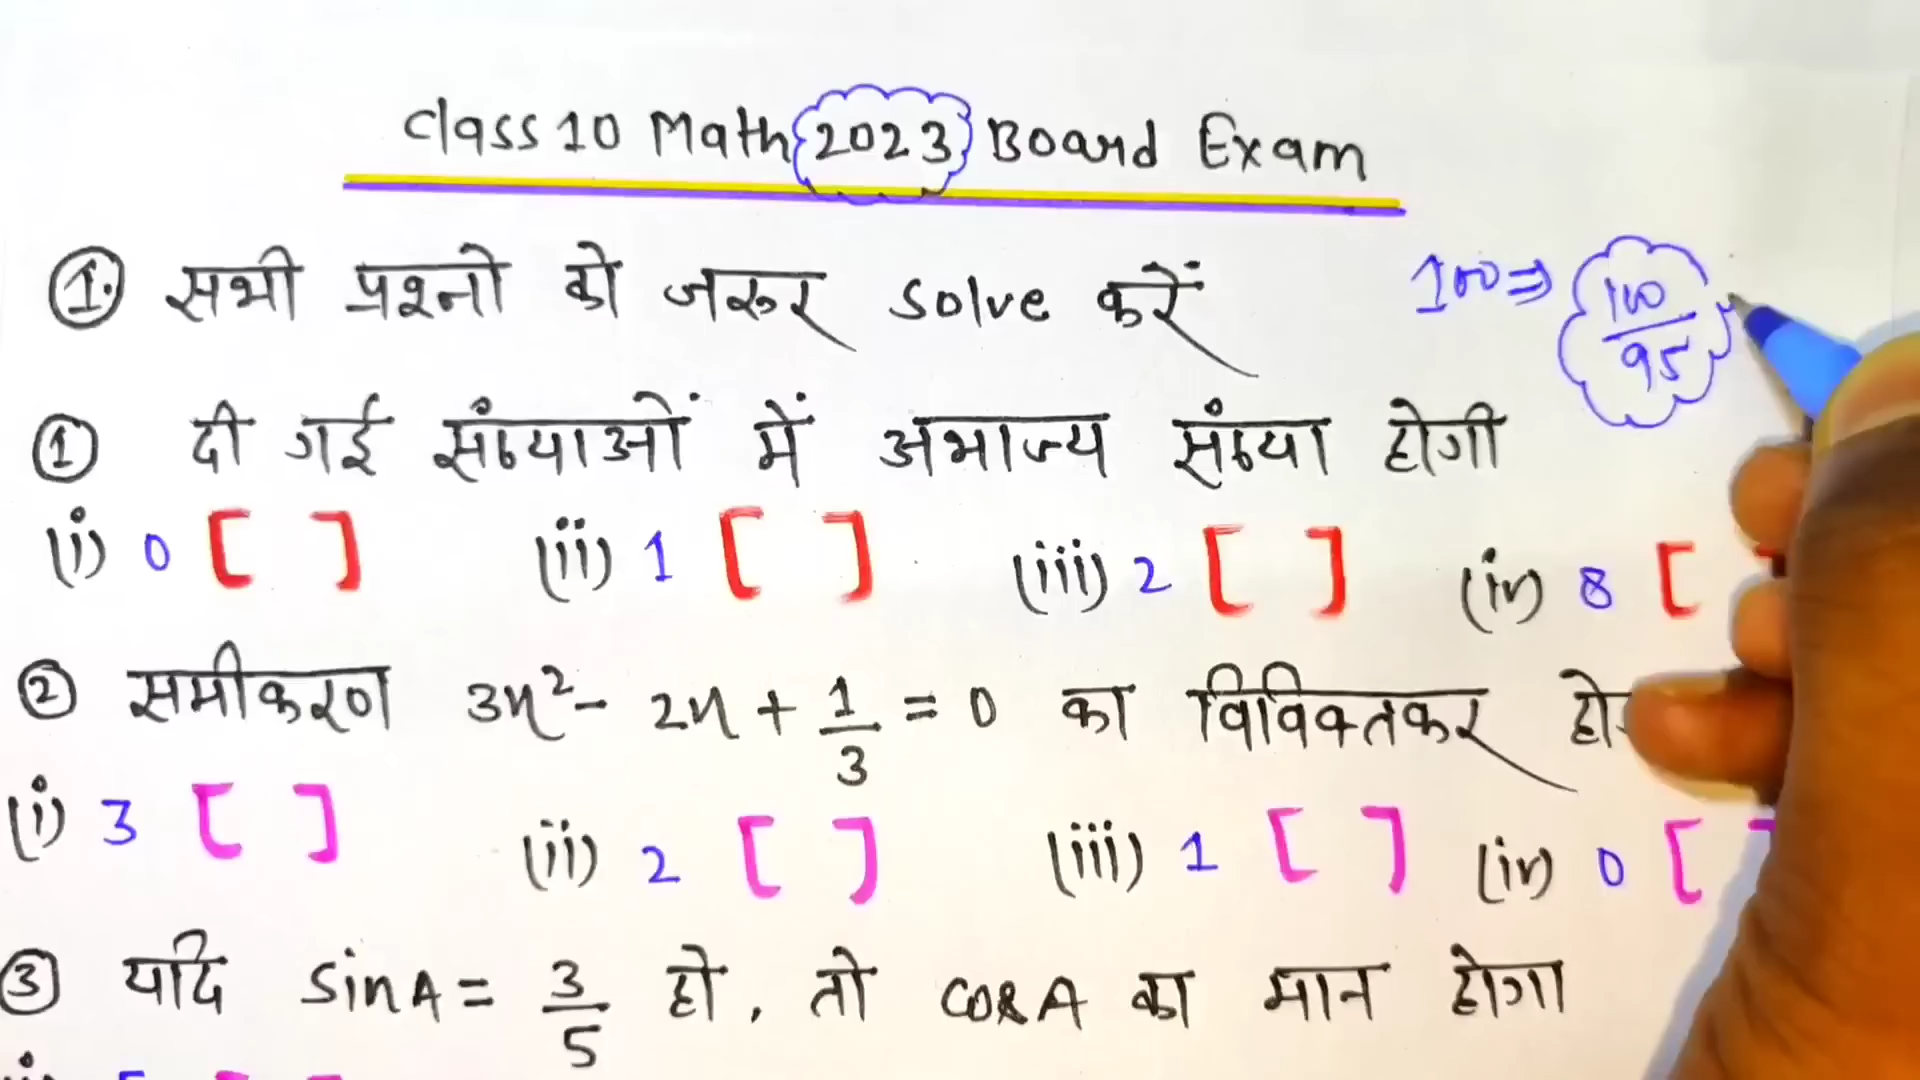 Class 10 Math 2023 Board Exam
1. सभी प्रश्नो को जरूर solve करें
100 ⇒ 100/95
1 दी गई संख्याओं में अभाज्य संख्या होगी
(i) 0 [ ] (ii) 1 [ ] (iii) 2 [ ] (iv) 8 [
2 समीकरण 3x² - 2x + 1/3 = 0 का विविक्तकर
(i) 3 [ ] (ii) 2 [ ] (iii) 1 [ ] (iv) 0 [
3 यदि sinA = 3/5 हो, तो cosA का मान होगा